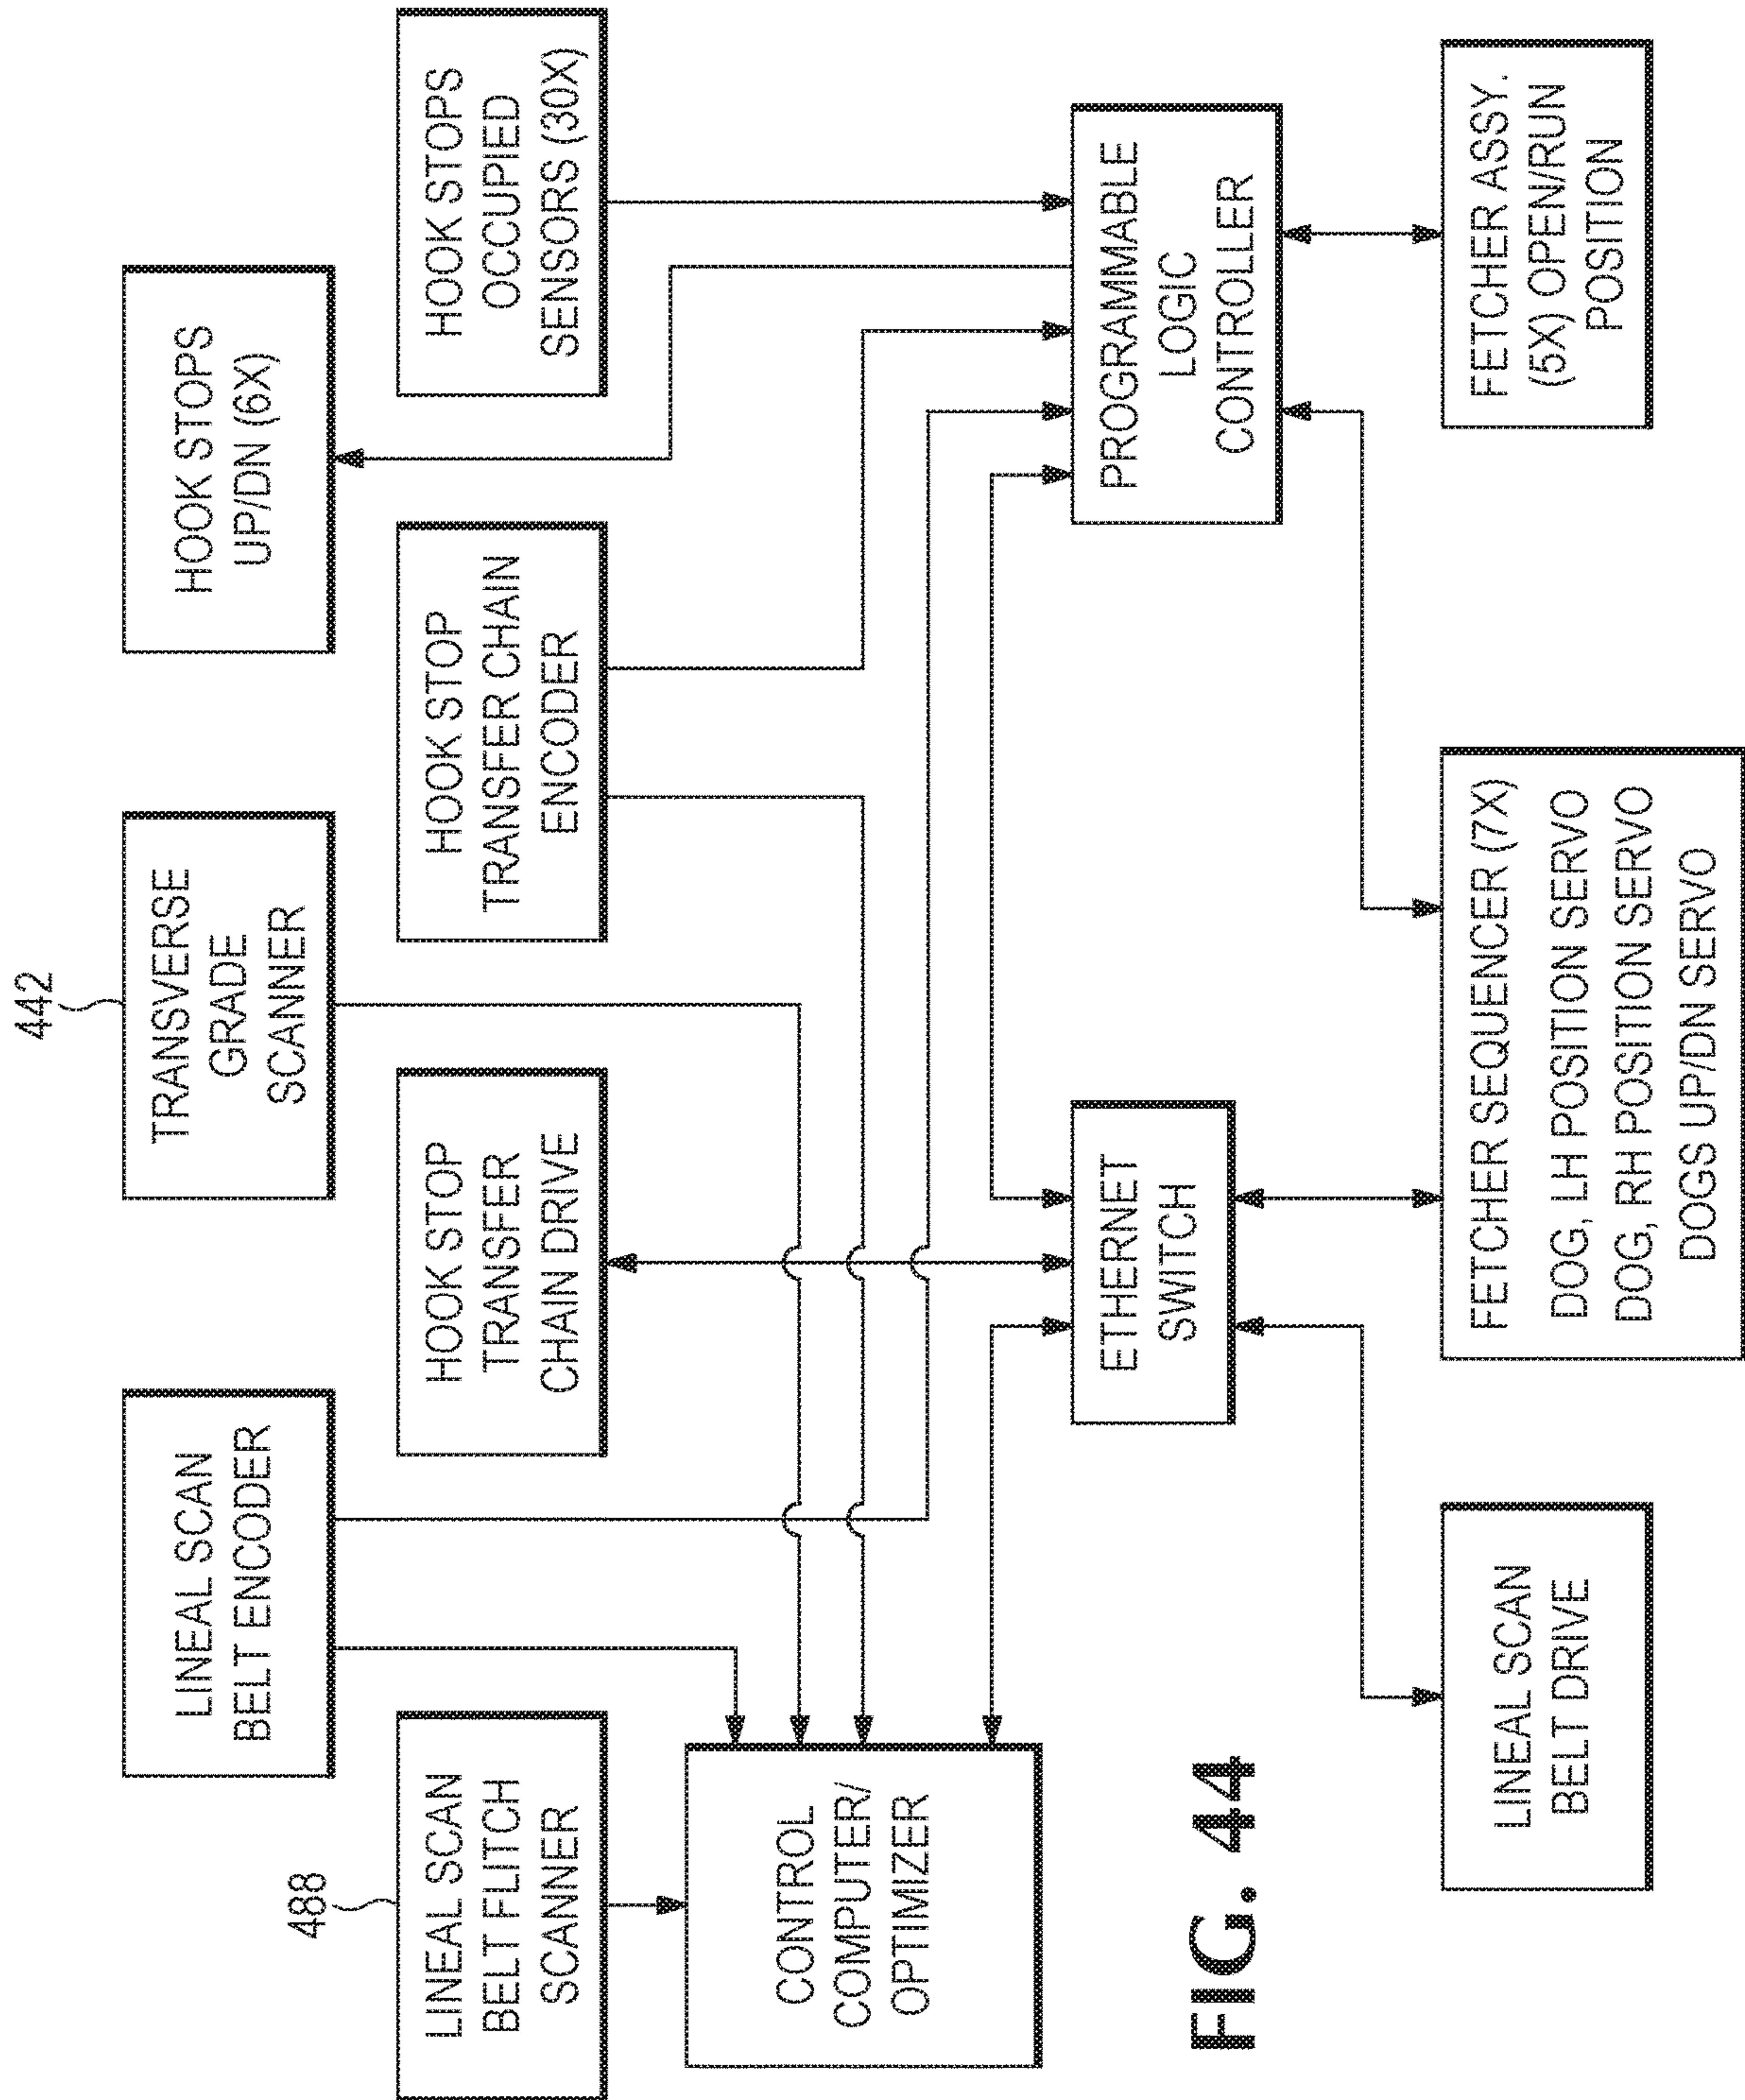 442
488
LINEAL SCAN
BELT ENCODER
TRANSVERSE
GRADE
SCANNER
HOOK STOPS
UP/DN (6X)
LINEAL SCAN
BELT FLITCH
SCANNER
HOOK STOP
TRANSFER
CHAIN DRIVE
HOOK STOP
TRANSFER CHAIN
ENCODER
HOOK STOPS
OCCUPIED
SENSORS (30X)
CONTROL
COMPUTER/
OPTIMIZER
ETHERNET
SWITCH
PROGRAMMABLE
LOGIC
CONTROLLER
FIG. 44
LINEAL SCAN
BELT DRIVE
FETCHER SEQUENCER (7X)
DOG, LH POSITION SERVO
DOG, RH POSITION SERVO
DOGS UP/DN SERVO
FETCHER ASSY.
(5X) OPEN/RUN
POSITION